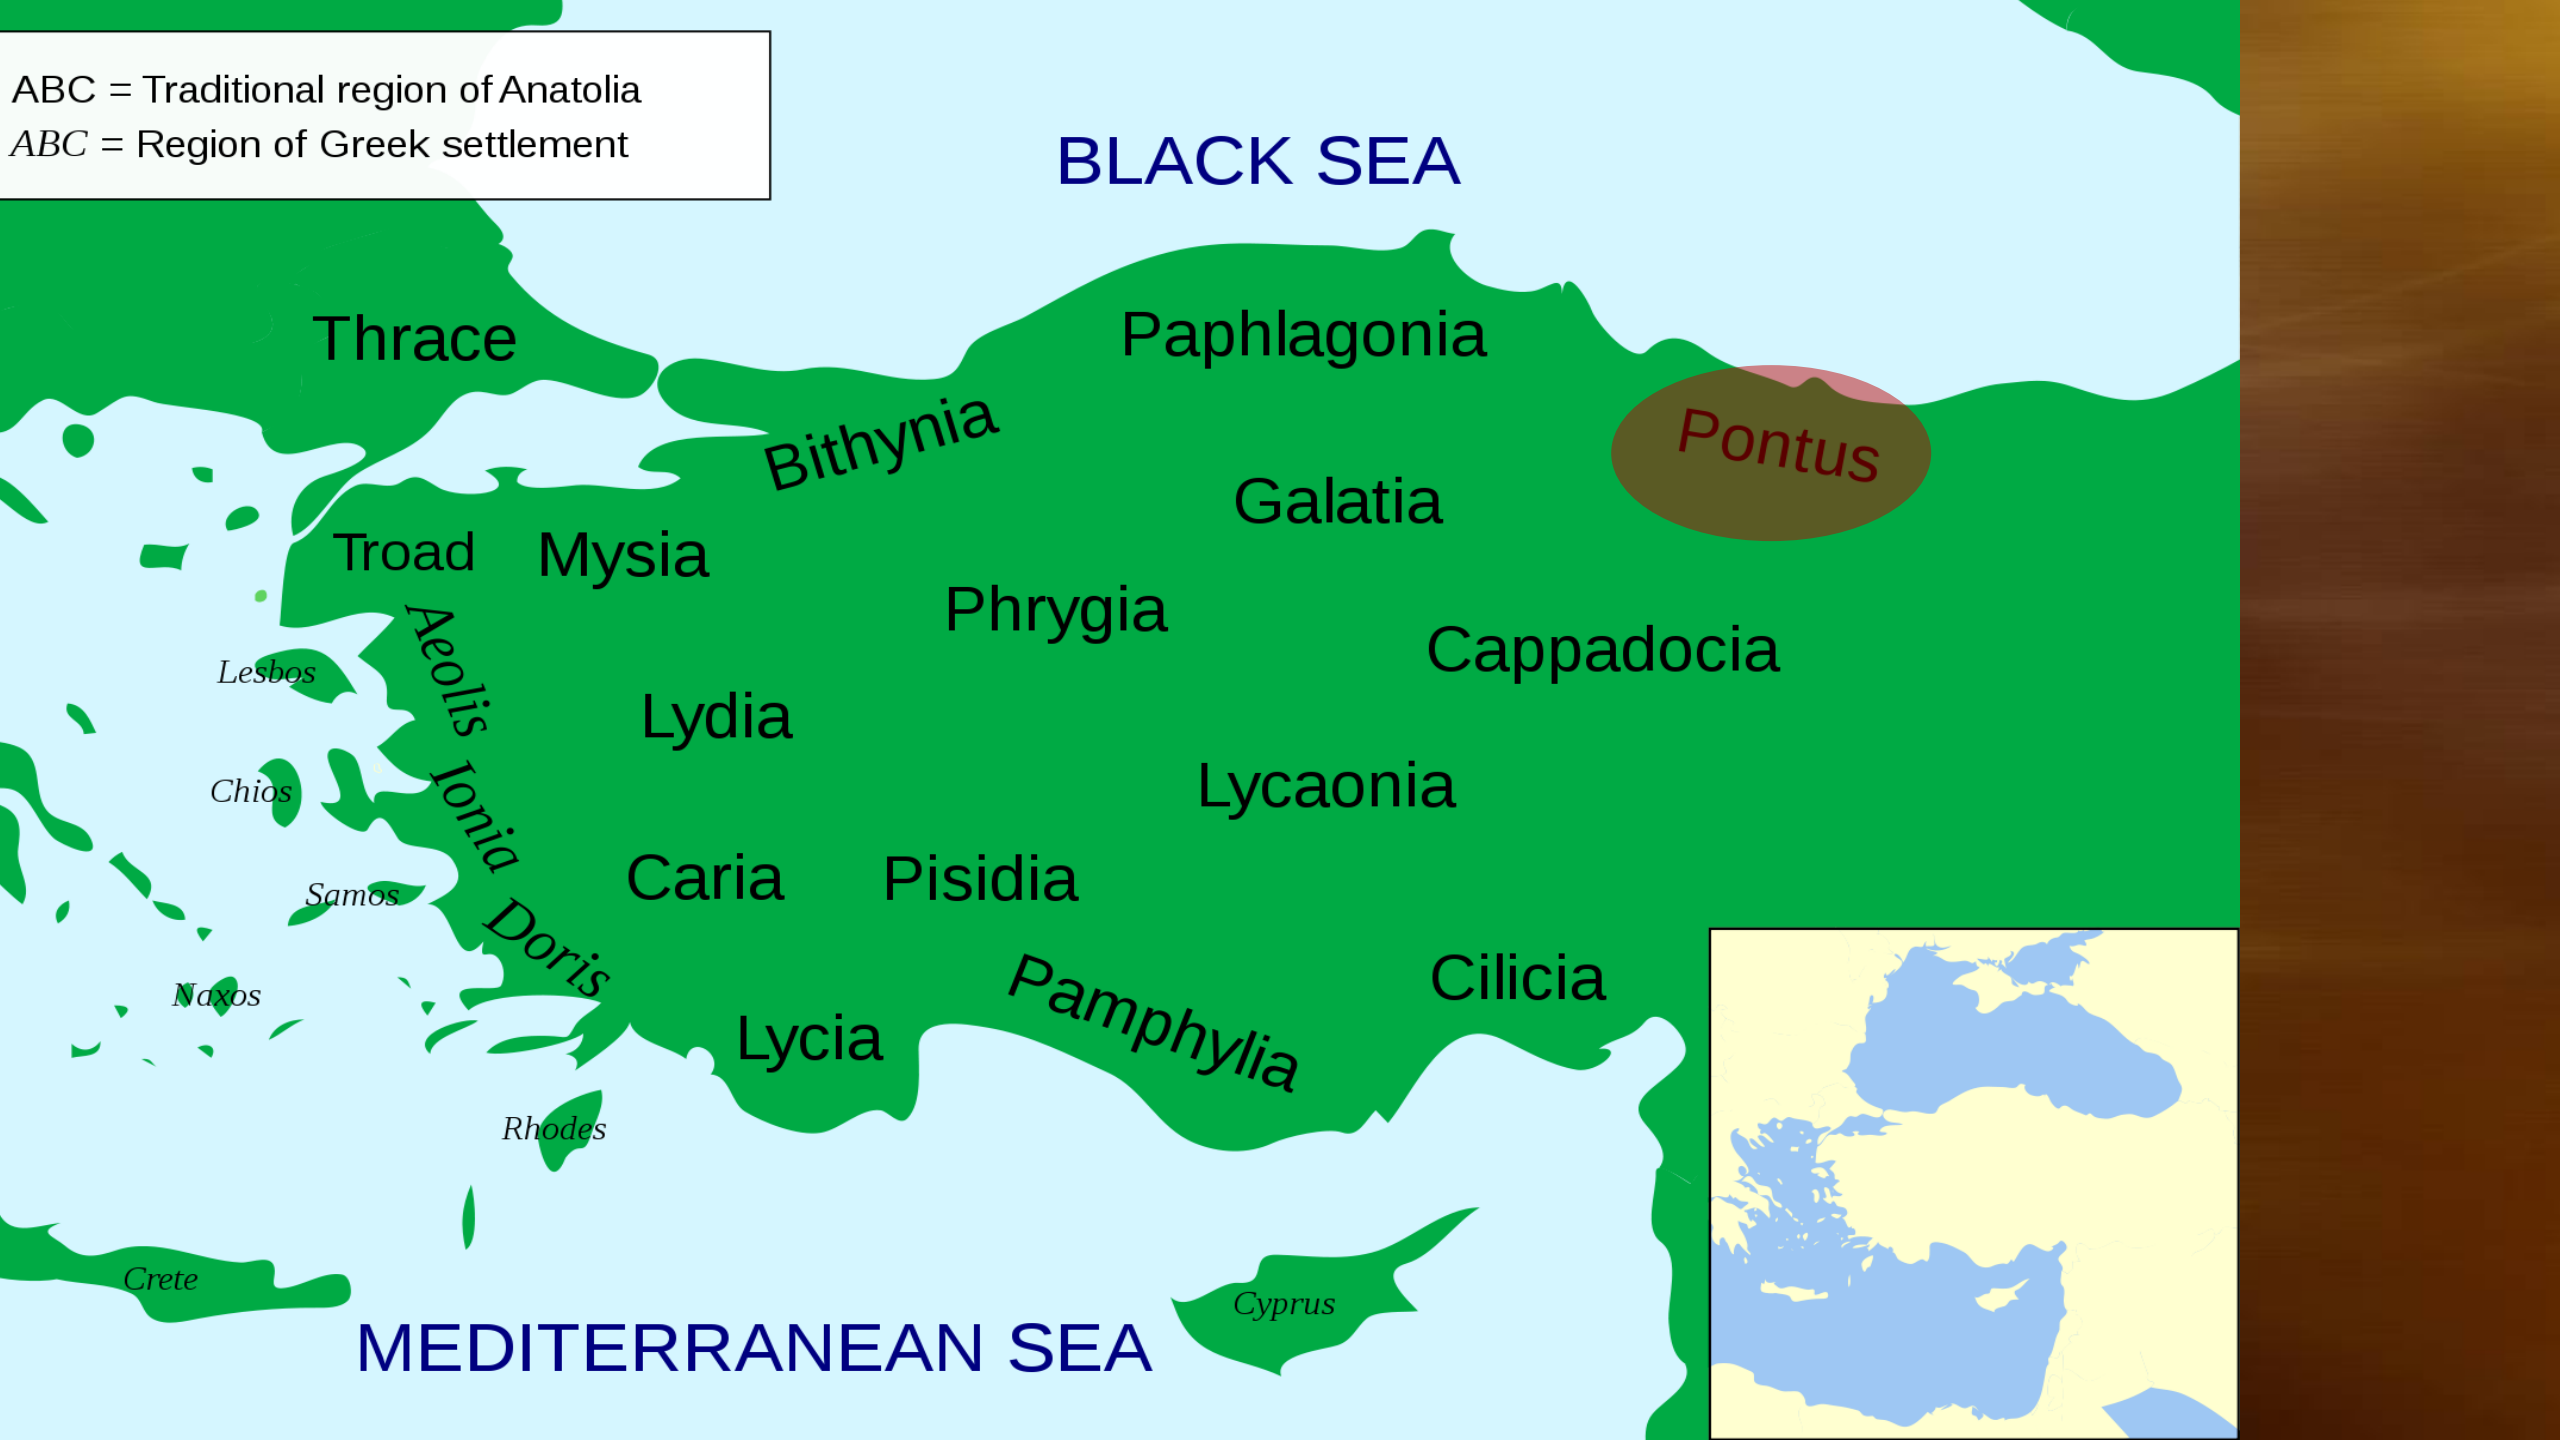 ABC = Traditional region of Anatolia
ABC = Region of Greek settlement
BLACK SEA
Thrace
Paphlagonia
Bithynia
Pontus
Galatia
Troad
Mysia
Phrygia
Aeolis
Cappadocia
Lesbos
Lydia
Ionia
Chios
Lycaonia
Caria
Pisidia
Samos
Doris
Naxos
Cilicia
Pamphylia
Lycia
Rhodes
Crete
Cyprus
MEDITERRANEAN SEA